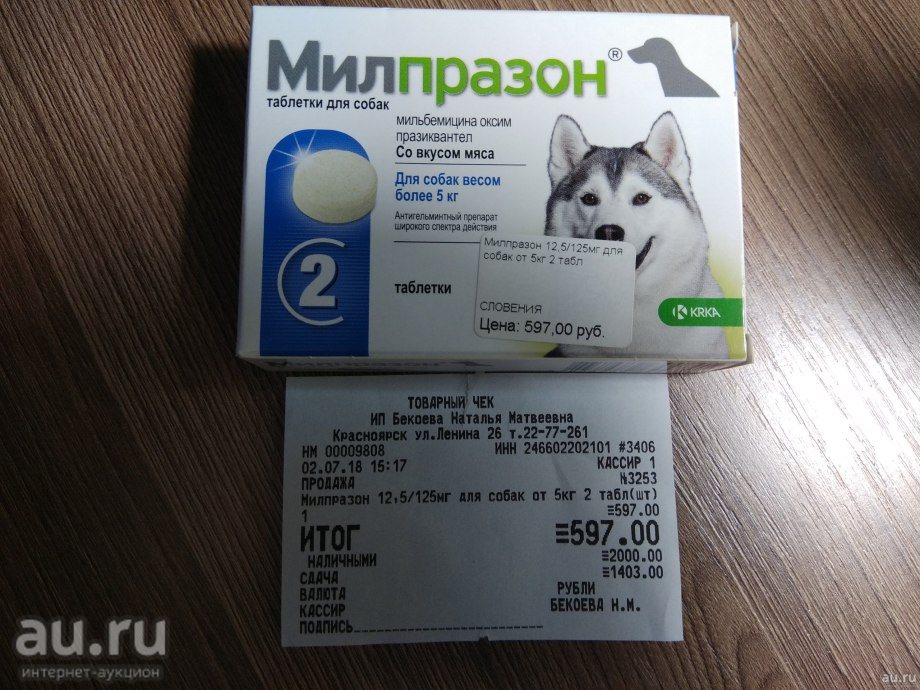 Милпразон®
таблетки для собак
мильбемицина оксим
празиквантел
Со вкусом мяса
Для собак весом
более 5 кг
Антигельминтный препарат
широкого спектра действия
2
таблетки
Милпразон 12,5/125мг для
собак от 5кг 2 табл
СЛОВЕНИЯ
Цена: 597,00 руб.
KRKA
ТОВАРНЫЙ ЧЕК
ИП Бекоева Наталья Матвеевна
Красноярск ул.Ленина 26 т.22-77-261
НМ 00009808 ИНН 246602202101 #3406
02.07.18 15:17 КАССИР 1
ПРОДАЖА №3253
Милпразон 12,5/125мг для собак от 5кг 2 табл(шт)
1 ≡597.00
ИТОГ ≡597.00
НАЛИЧНЫМИ ≡2000.00
СДАЧА ≡1403.00
ВАЛЮТА РУБЛИ
КАССИР БЕКОЕВА Н.М.
ПОДПИСЬ
au.ru
интернет-аукцион
au.ru